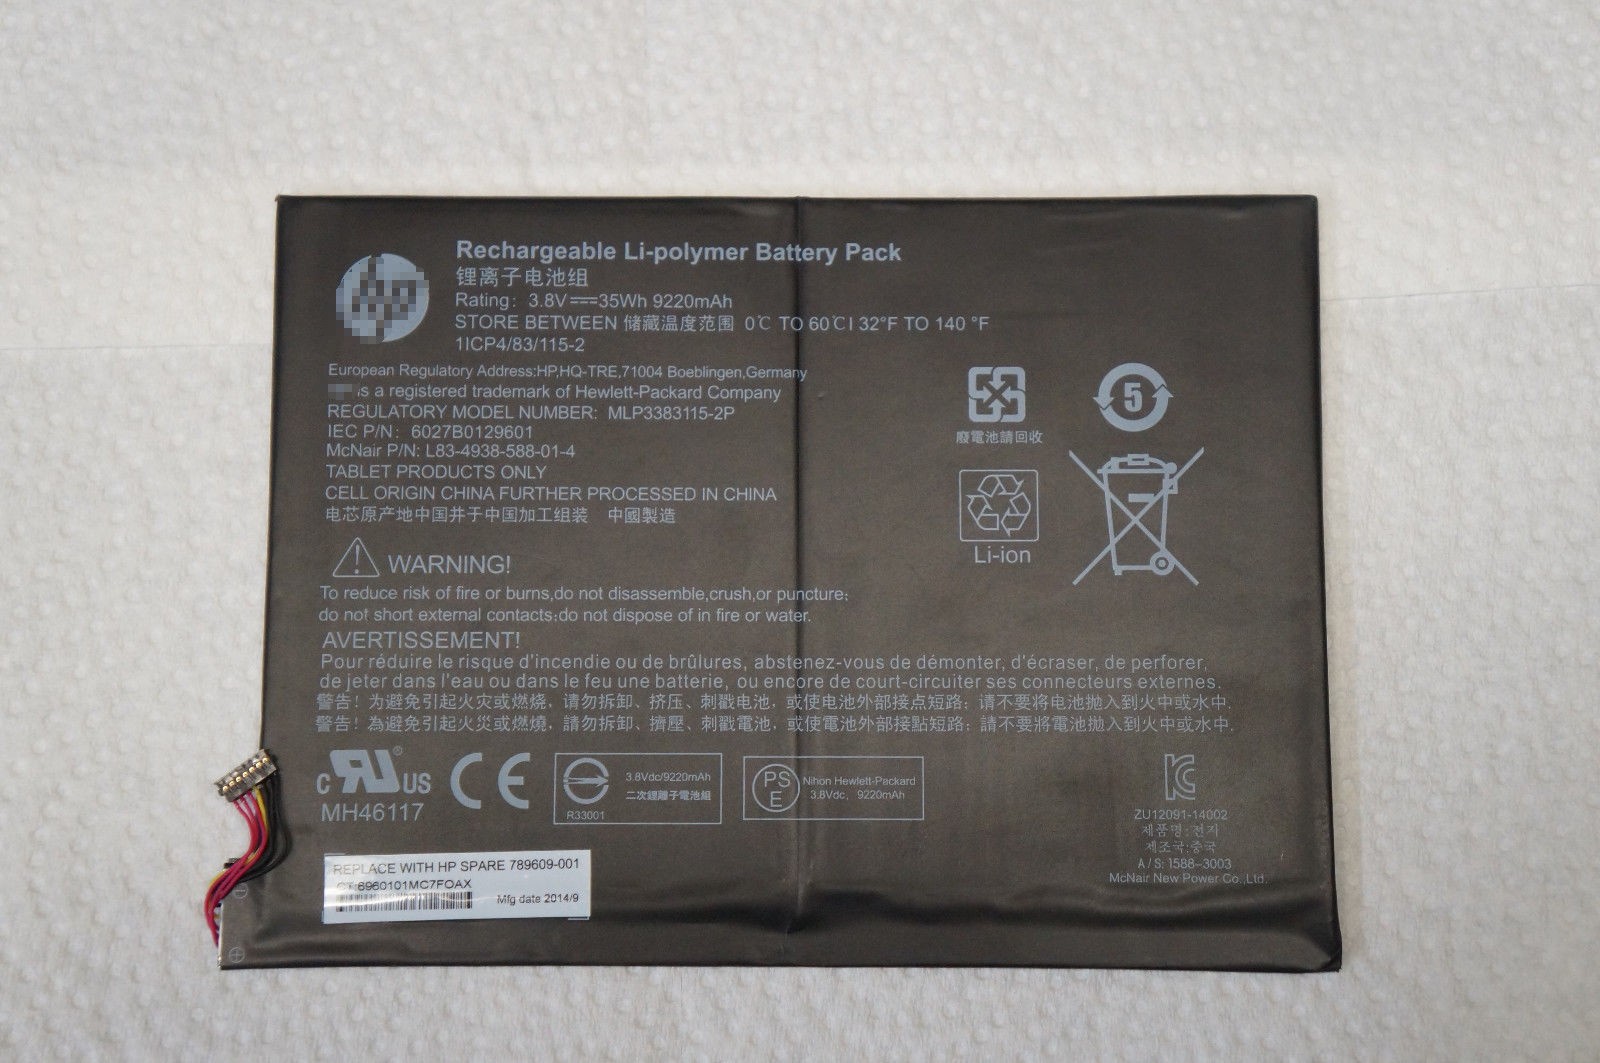 Rechargeable Li-polymer Battery Pack
锂离子电池组
Rating: 3.8V⎓35Wh 9220mAh
STORE BETWEEN 储藏温度范围 0℃ TO 60℃ I 32°F TO 140 °F
1ICP4/83/115-2
European Regulatory Address:HP,HQ-TRE,71004 Boeblingen,Germany
is a registered trademark of Hewlett-Packard Company
REGULATORY MODEL NUMBER: MLP3383115-2P
IEC P/N: 6027B0129601
McNair P/N: L83-4938-588-01-4
TABLET PRODUCTS ONLY
CELL ORIGIN CHINA FURTHER PROCESSED IN CHINA
电芯原产地中国并于中国加工组装 中國製造
廢電池請回收
5
Li-ion
WARNING!
To reduce risk of fire or burns,do not disassemble,crush,or puncture;
do not short external contacts;do not dispose of in fire or water.
AVERTISSEMENT!
Pour réduire le risque d'incendie ou de brûlures, abstenez-vous de démonter, d'écraser, de perforer,
de jeter dans l'eau ou dans le feu une batterie, ou encore de court-circuiter ses connecteurs externes.
警告! 为避免引起火灾或燃烧, 请勿拆卸、挤压、刺戳电池, 或使电池外部接点短路; 请不要将电池抛入到火中或水中.
警告! 為避免引起火災或燃燒, 請勿拆卸、擠壓、刺戳電池, 或使電池外部接點短路; 請不要將電池拋入到火中或水中.
c RU® US
MH46117
CE
3.8Vdc/9220mAh
二次鋰離子電池組
R33001
PS E
Nihon Hewlett-Packard
3.8Vdc, 9220mAh
ZU12091-14002
제품명:전지
제조국:중국
A/S: 1588-3003
McNair New Power Co.,Ltd.
REPLACE WITH HP SPARE 789609-001
CT:6960101MC7FOAX
Mfg date 2014/9